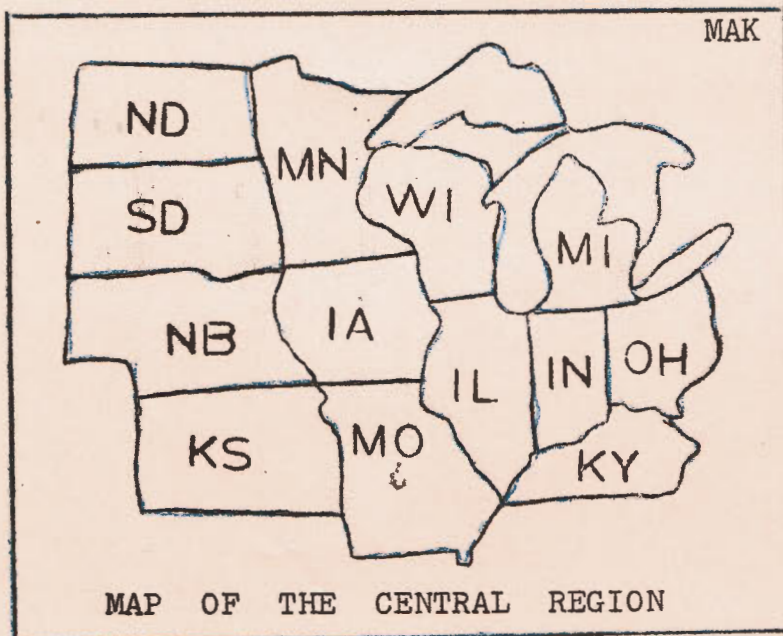 MAK
ND
MN
WI
SD
MI
NB
IA
IL
IN
OH
KS
MO
KY
MAP OF THE CENTRAL REGION